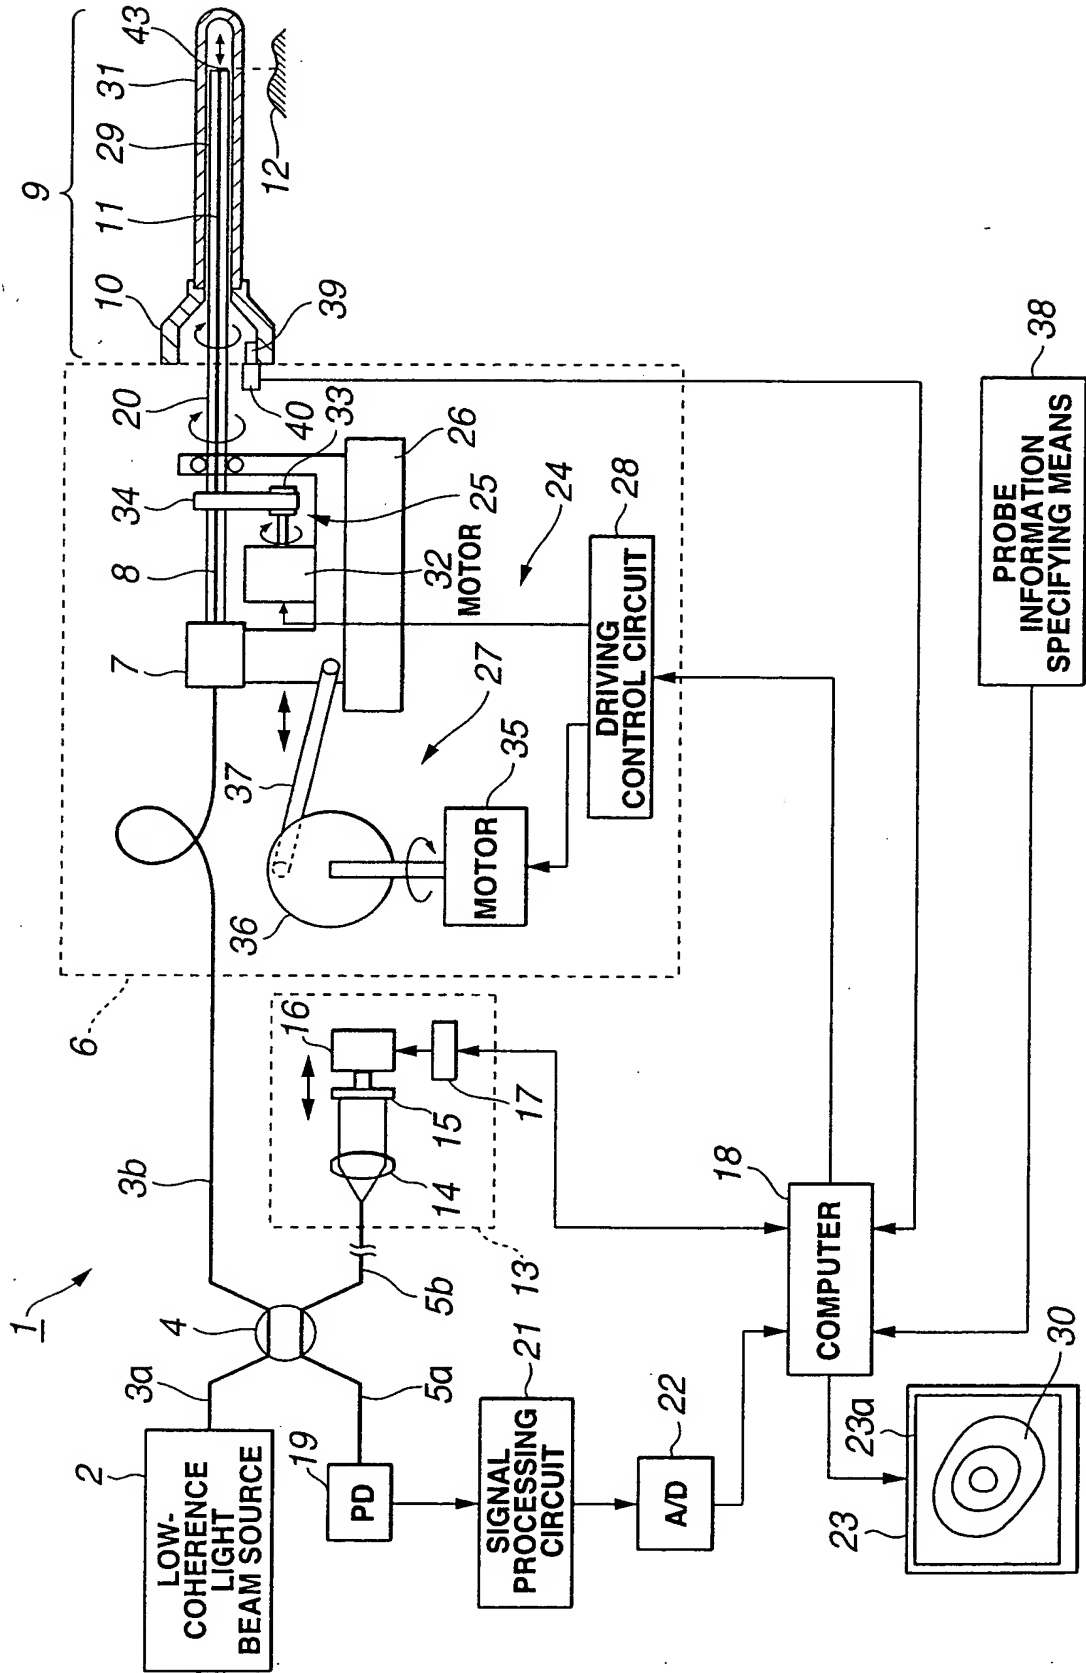 1
9
43
31
29
11
10
12
39
20
40
33
34
8
7
25
26
32
MOTOR
24
28
DRIVING
CONTROL CIRCUIT
27
37
35
MOTOR
36
6
38
PROBE
INFORMATION
SPECIFYING MEANS
16
15
17
14
13
3b
4
5b
3a
5a
2
LOW-
COHERENCE
LIGHT
BEAM SOURCE
19
PD
21
SIGNAL
PROCESSING
CIRCUIT
22
A/D
18
COMPUTER
23
23a
30